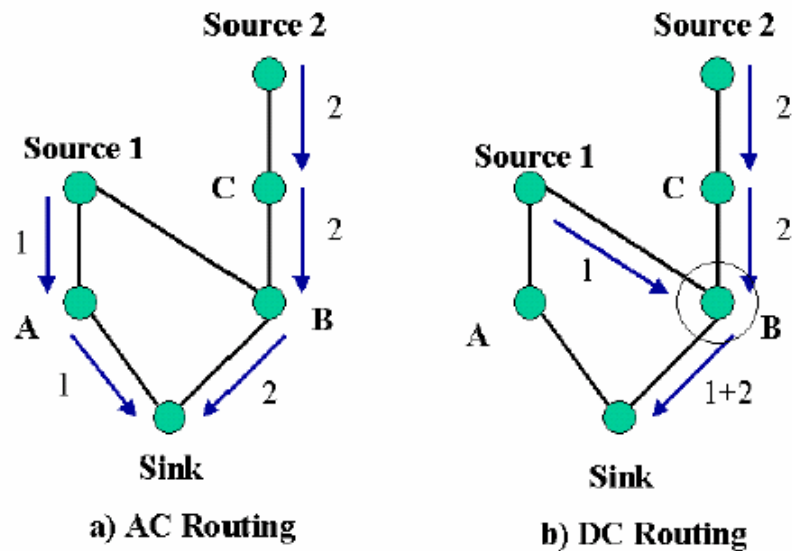 Source 2
2
Source 1
C
1
2
A
B
1
2
Sink
a) AC Routing
Source 2
2
Source 1
C
2
1
A
B
1+2
Sink
b) DC Routing